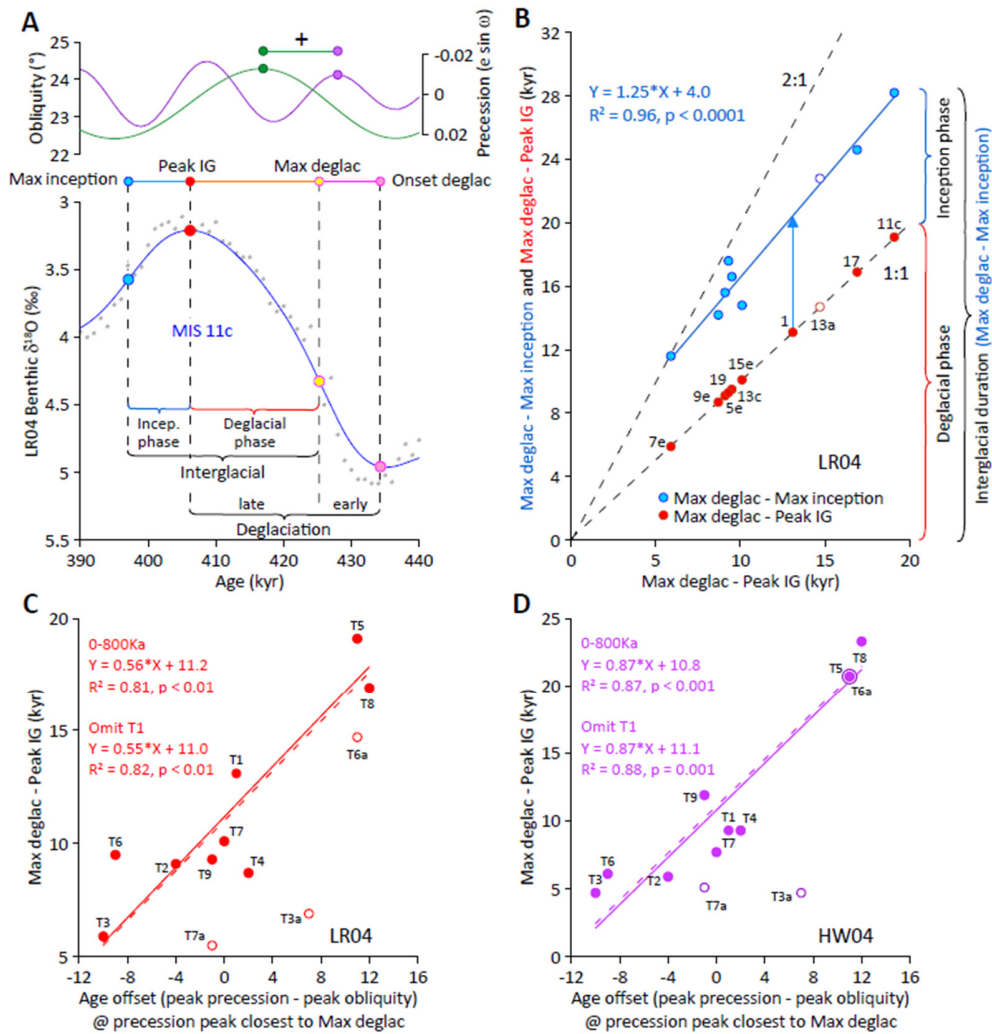 A
+
Obliquity (°)
25
24
23
22
Precession (e sin ω)
-0.02
0
0.02
Peak IG
Max deglac
Max inception
Onset deglac
LR04 Benthic δ¹⁸O (‰)
3
3.5
4
4.5
5
5.5
MIS 11c
Incep.
phase
Deglacial
phase
Interglacial
late
early
Deglaciation
390
400
410
420
430
440
Age (kyr)
B
Max deglac - Max inception and Max deglac - Peak IG (kyr)
32
28
24
20
16
12
8
4
0
Y = 1.25*X + 4.0
R² = 0.96, p < 0.0001
2:1
1:1
11c
17
1
13a
15e
19
13c
9e
5e
7e
LR04
Max deglac - Max inception
Max deglac - Peak IG
0
5
10
15
20
Max deglac - Peak IG (kyr)
Inception phase
Deglacial phase
Interglacial duration (Max deglac - Max inception)
C
Max deglac - Peak IG (kyr)
20
15
10
5
0-800Ka
Y = 0.56*X + 11.2
R² = 0.81, p < 0.01
Omit T1
Y = 0.55*X + 11.0
R² = 0.82, p < 0.01
T5
T8
T6a
T1
T6
T7
T2
T9
T4
T3
T3a
T7a
LR04
-12
-8
-4
0
4
8
12
16
Age offset (peak precession - peak obliquity)
@ precession peak closest to Max deglac
D
Max deglac - Peak IG (kyr)
25
20
15
10
5
0
0-800Ka
Y = 0.87*X + 10.8
R² = 0.87, p < 0.001
Omit T1
Y = 0.87*X + 11.1
R² = 0.88, p = 0.001
T5
T8
T6a
T9
T1
T4
T7
T6
T3
T2
T7a
T3a
HW04
-12
-8
-4
0
4
8
12
16
Age offset (peak precession - peak obliquity)
@ precession peak closest to Max deglac